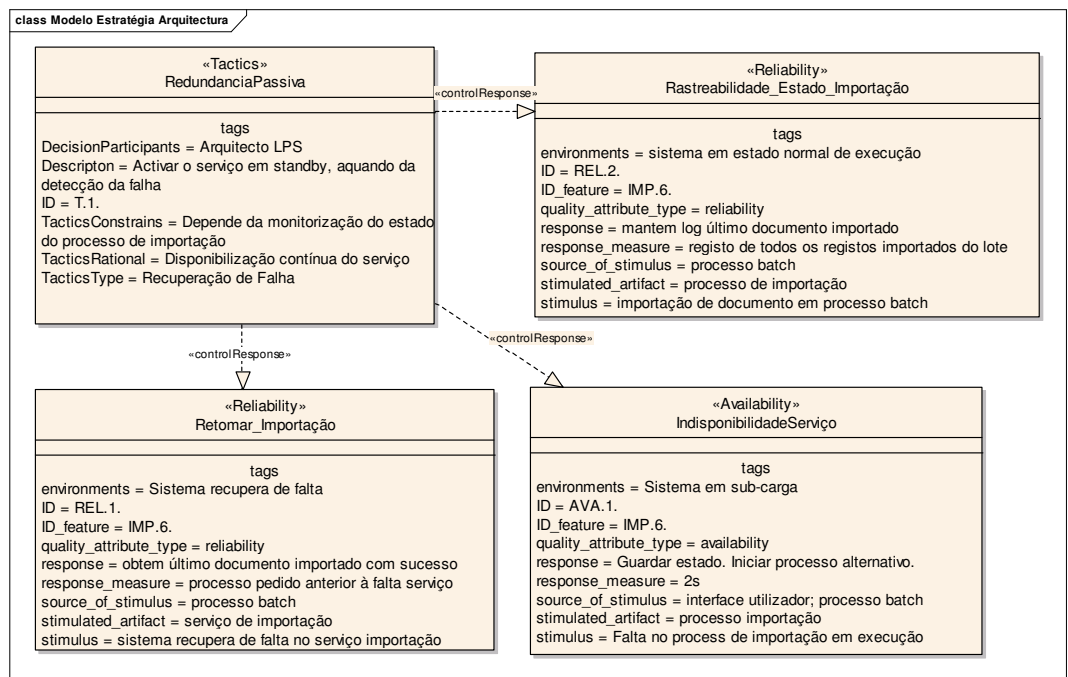 class Modelo Estratégia Arquitectura
«Tactics»
RedundanciaPassiva
tags
DecisionParticipants = Arquitecto LPS
Descripton = Activar o serviço em standby, aquando da
detecção da falha
ID = T.1.
TacticsConstrains = Depende da monitorização do estado
do processo de importação
TacticsRational = Disponibilização contínua do serviço
TacticsType = Recuperação de Falha
«controlResponse»
«Reliability»
Rastreabilidade_Estado_Importação
tags
environments = sistema em estado normal de execução
ID = REL.2.
ID_feature = IMP.6.
quality_attribute_type = reliability
response = mantem log último documento importado
response_measure = registo de todos os registos importados do lote
source_of_stimulus = processo batch
stimulated_artifact = processo de importação
stimulus = importação de documento em processo batch
«controlResponse»
«controlResponse»
«Reliability»
Retomar_Importação
tags
environments = Sistema recupera de falta
ID = REL.1.
ID_feature = IMP.6.
quality_attribute_type = reliability
response = obtem último documento importado com sucesso
response_measure = processo pedido anterior à falta serviço
source_of_stimulus = processo batch
stimulated_artifact = serviço de importação
stimulus = sistema recupera de falta no serviço importação
«Availability»
IndisponibilidadeServiço
tags
environments = Sistema em sub-carga
ID = AVA.1.
ID_feature = IMP.6.
quality_attribute_type = availability
response = Guardar estado. Iniciar processo alternativo.
response_measure = 2s
source_of_stimulus = interface utilizador; processo batch
stimulated_artifact = processo importação
stimulus = Falta no process de importação em execução